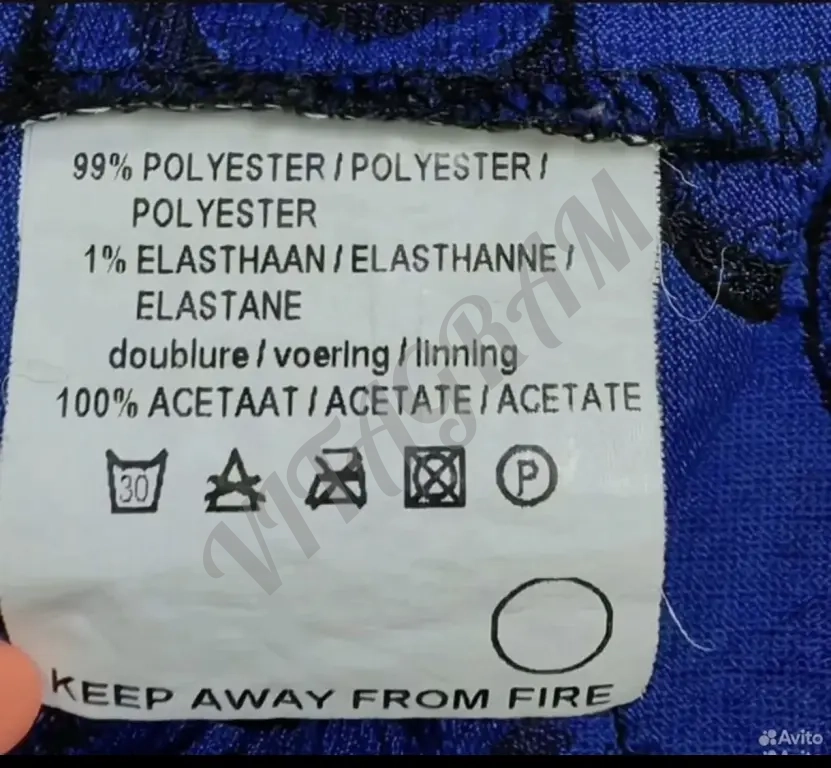 99% POLYESTER / POLYESTER /
POLYESTER
1% ELASTHAAN / ELASTHANNE /
ELASTANE
doublure / voering / linning
100% ACETAAT / ACETATE / ACETATE
30
P
KEEP AWAY FROM FIRE
VITAGRAM
Avito